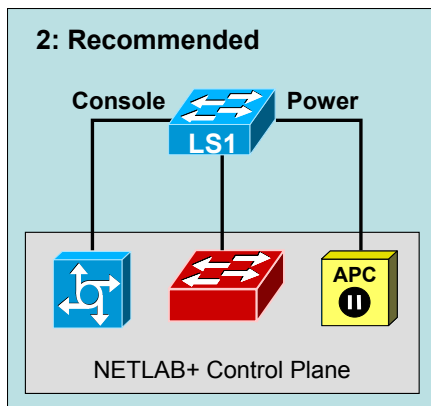 2: Recommended
Console
Power
LS1
APC
NETLAB+ Control Plane